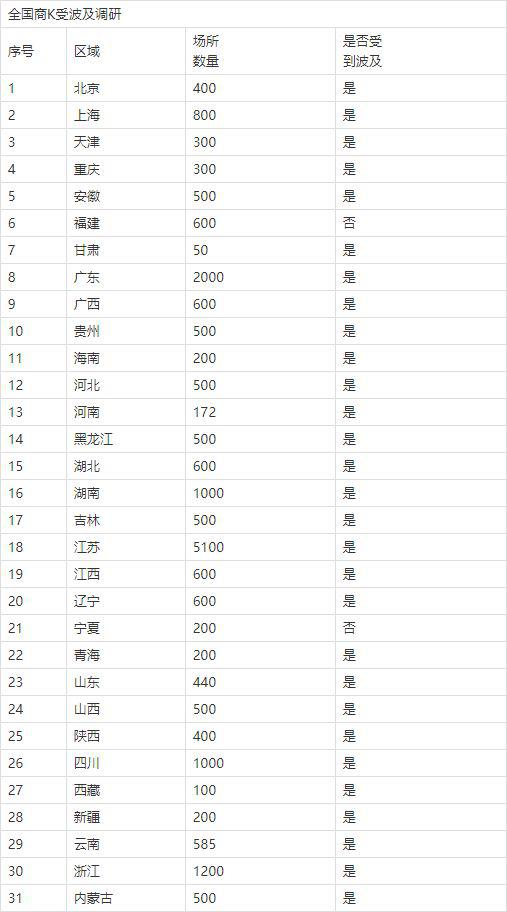 全国商K受波及调研
序号 区域 场所数量 是否受到波及
1 北京 400 是
2 上海 800 是
3 天津 300 是
4 重庆 300 是
5 安徽 500 是
6 福建 600 否
7 甘肃 50 是
8 广东 2000 是
9 广西 600 是
10 贵州 500 是
11 海南 200 是
12 河北 500 是
13 河南 172 是
14 黑龙江 500 是
15 湖北 600 是
16 湖南 1000 是
17 吉林 500 是
18 江苏 5100 是
19 江西 600 是
20 辽宁 600 是
21 宁夏 200 否
22 青海 200 是
23 山东 440 是
24 山西 500 是
25 陕西 400 是
26 四川 1000 是
27 西藏 100 是
28 新疆 200 是
29 云南 585 是
30 浙江 1200 是
31 内蒙古 500 是